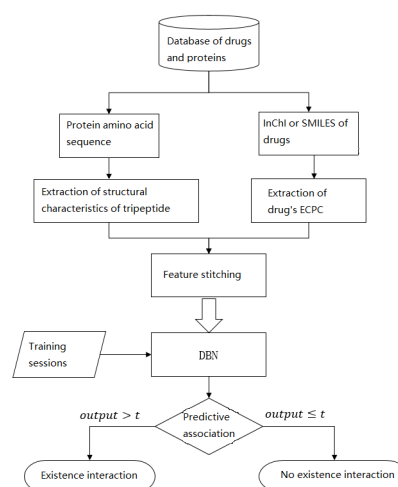 Database of drugs
and proteins
Protein amino acid
sequence
InChI or SMILES of
drugs
Extraction of structural
characteristics of tripeptide
Extraction of
drug's ECPC
Feature stitching
Training
sessions
DBN
output > t
Predictive
association
output ≤ t
Existence interaction
No existence interaction